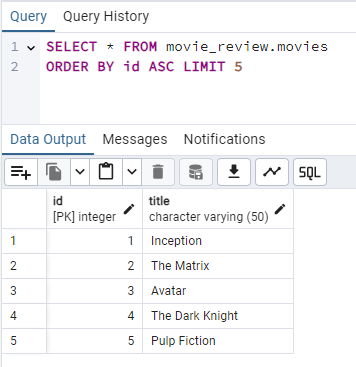 Query Query History
1 SELECT * FROM movie_review.movies
2 ORDER BY id ASC LIMIT 5
Data Output Messages Notifications
SQL
id title
[PK] integer character varying (50)
1 1 Inception
2 2 The Matrix
3 3 Avatar
4 4 The Dark Knight
5 5 Pulp Fiction